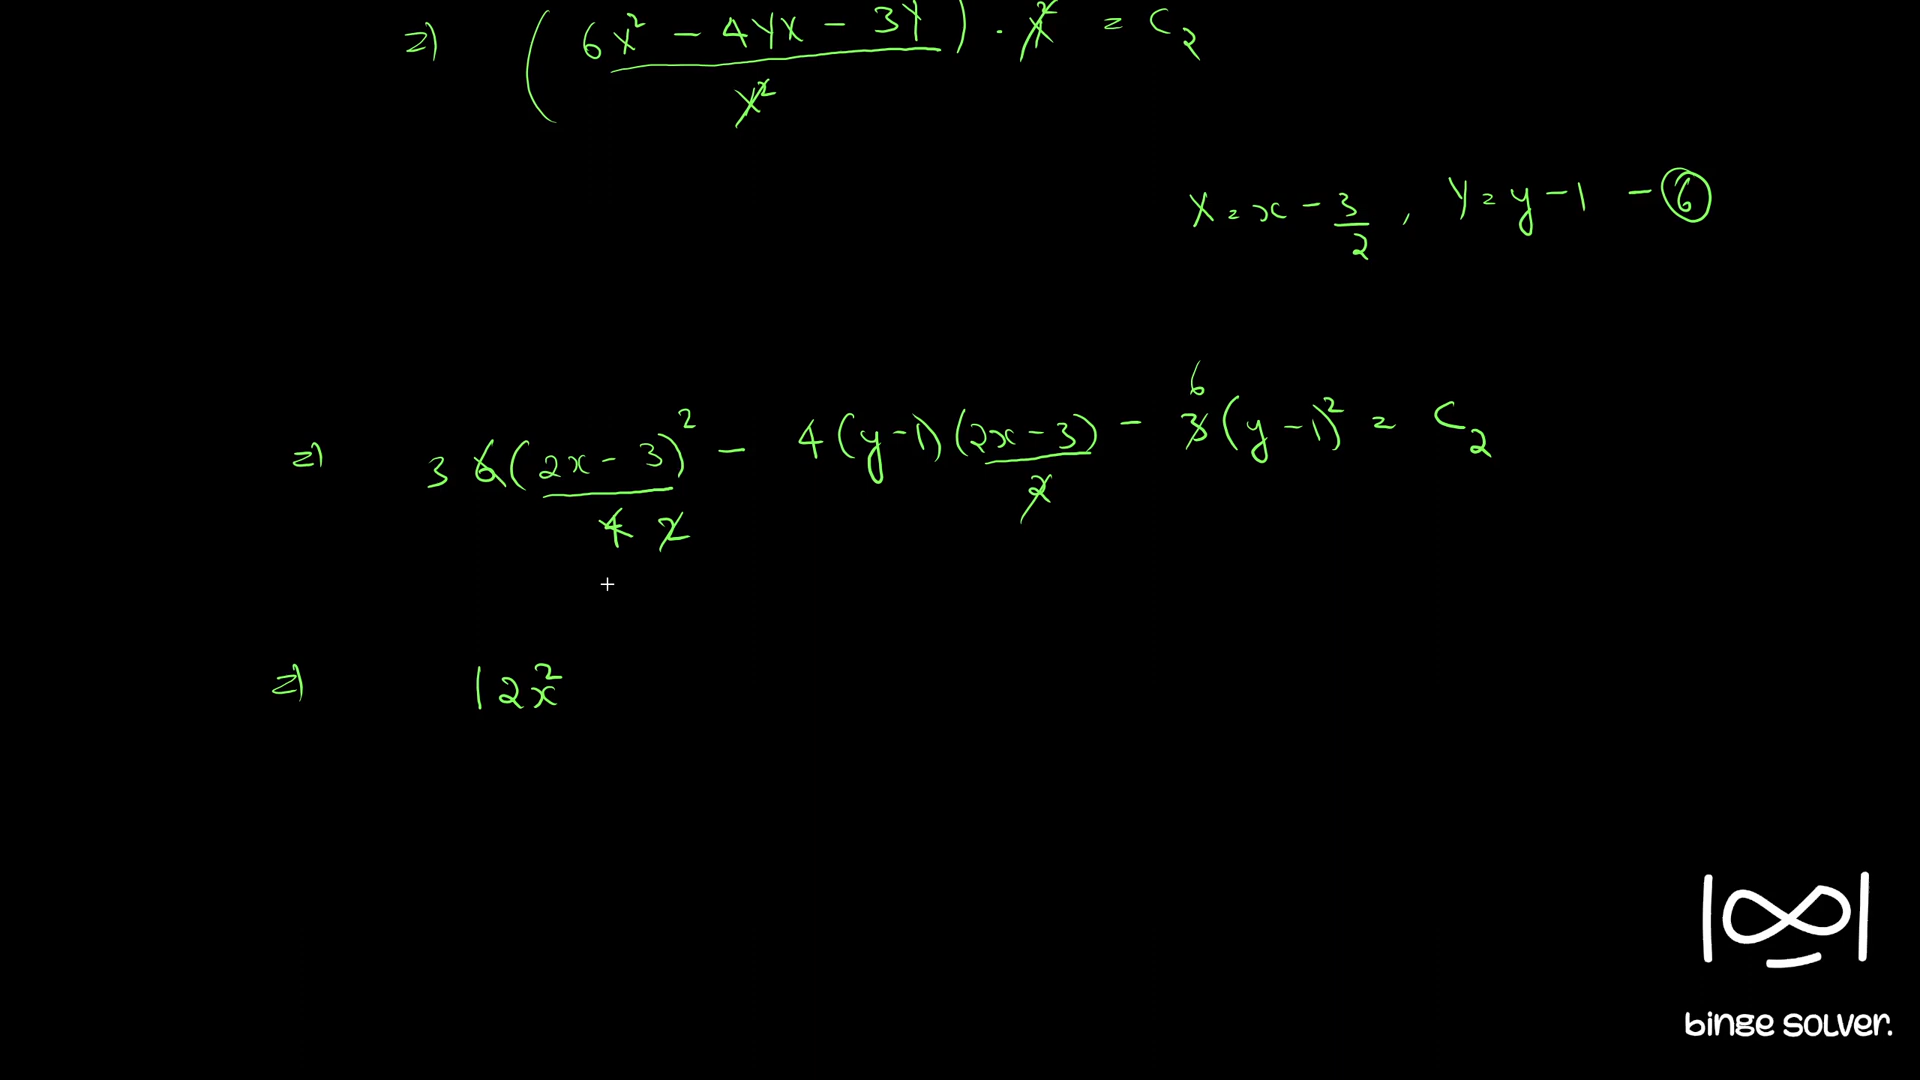 =) ( (6X² - 4YX - 3Y)/X² ) . X² = C₂
X = x - 3/2 , Y = y - 1 - ⑥
=) 3 6(2x - 3)²/4 2 - 4(y-1)(2x-3)/2 - 3 6 (y-1)² = C₂
=) 12x²
binge solver.